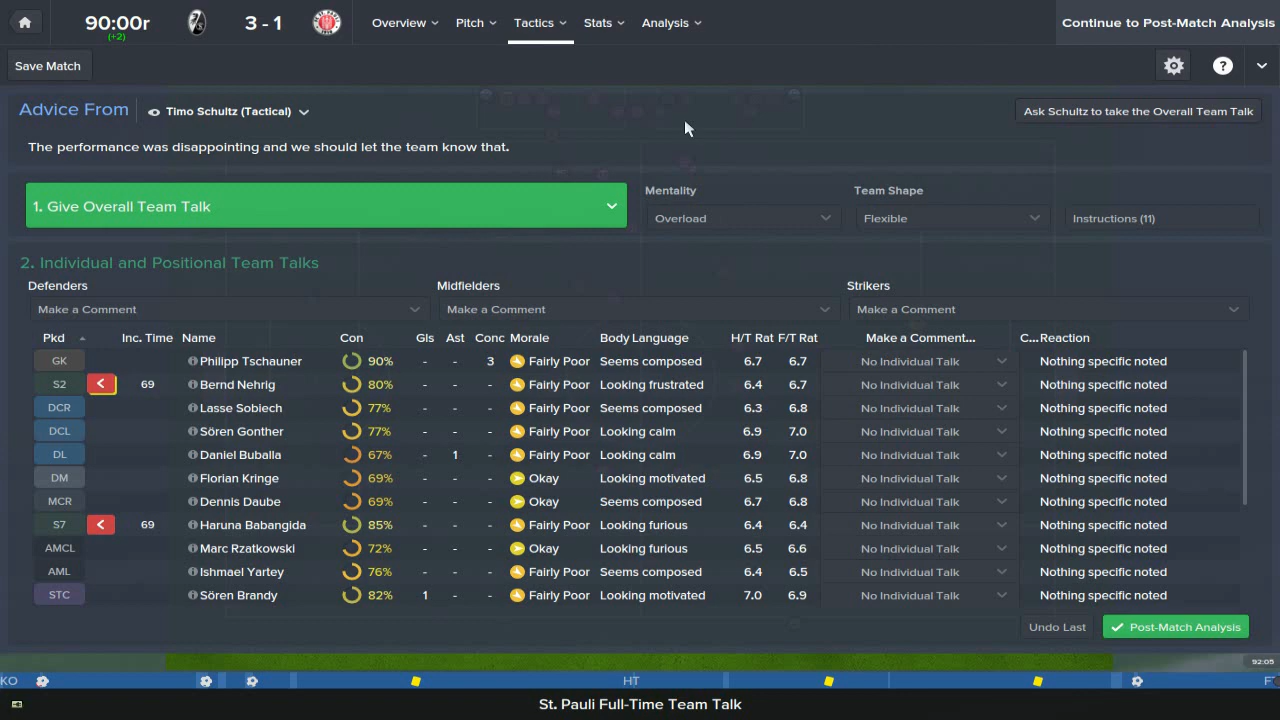 90:00r
(+2)
3 - 1
Overview
Pitch
Tactics
Stats
Analysis
Continue to Post-Match Analysis
Save Match
?
Advice From
Timo Schultz (Tactical)
Ask Schultz to take the Overall Team Talk
The performance was disappointing and we should let the team know that.
1. Give Overall Team Talk
Mentality
Team Shape
Overload
Flexible
Instructions (11)
2. Individual and Positional Team Talks
Defenders
Midfielders
Strikers
Make a Comment
Make a Comment
Make a Comment
Pkd Inc. Time Name Con Gls Ast Conc Morale Body Language H/T Rat F/T Rat Make a Comment... C... Reaction
GK Philipp Tschauner 90% - - 3 Fairly Poor Seems composed 6.7 6.7 No Individual Talk Nothing specific noted
S2 69 Bernd Nehrig 80% - - - Fairly Poor Looking frustrated 6.4 6.7 No Individual Talk Nothing specific noted
DCR Lasse Sobiech 77% - - - Fairly Poor Seems composed 6.3 6.8 No Individual Talk Nothing specific noted
DCL Sören Gonther 77% - - - Fairly Poor Looking calm 6.9 7.0 No Individual Talk Nothing specific noted
DL Daniel Buballa 67% - 1 - Fairly Poor Looking calm 6.9 7.0 No Individual Talk Nothing specific noted
DM Florian Kringe 69% - - - Okay Looking motivated 6.5 6.8 No Individual Talk Nothing specific noted
MCR Dennis Daube 69% - - - Okay Seems composed 6.7 6.8 No Individual Talk Nothing specific noted
S7 69 Haruna Babangida 85% - - - Fairly Poor Looking furious 6.4 6.4 No Individual Talk Nothing specific noted
AMCL Marc Rzatkowski 72% - - - Okay Looking furious 6.5 6.6 No Individual Talk Nothing specific noted
AML Ishmael Yartey 76% - - - Fairly Poor Seems composed 6.4 6.5 No Individual Talk Nothing specific noted
STC Sören Brandy 82% 1 - - Fairly Poor Looking motivated 7.0 6.9 No Individual Talk Nothing specific noted
Undo Last
Post-Match Analysis
92:05
KO
HT
St. Pauli Full-Time Team Talk